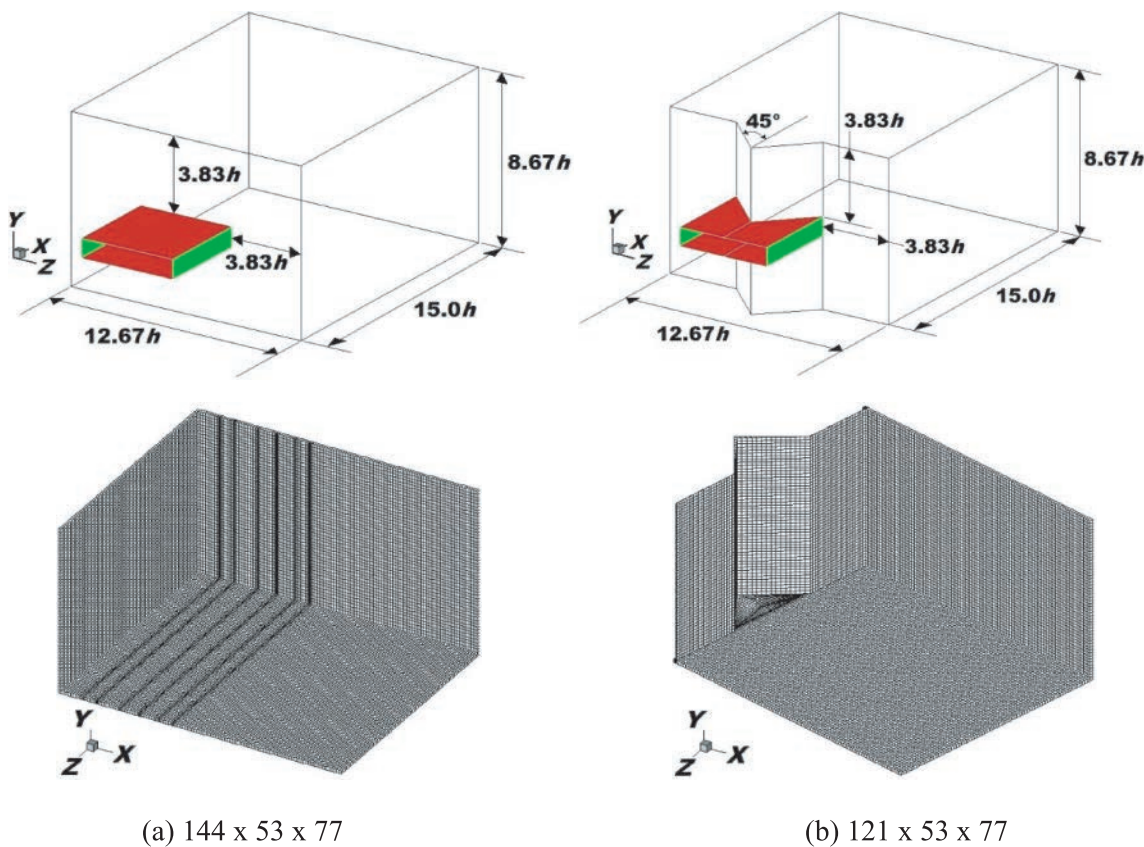 3.83h
8.67h
Y
X
Z
3.83h
15.0h
12.67h
45°
3.83h
8.67h
Y
X
Z
3.83h
15.0h
12.67h
Y
Z
X
Y
Z
X
(a) 144 x 53 x 77
(b) 121 x 53 x 77